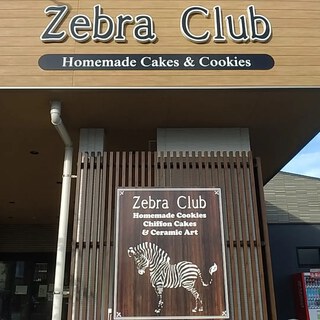 Zebra Club
Homemade Cakes & Cookies
Zebra Club
Homemade Cookies
Chiffon Cakes
& Ceramic Art